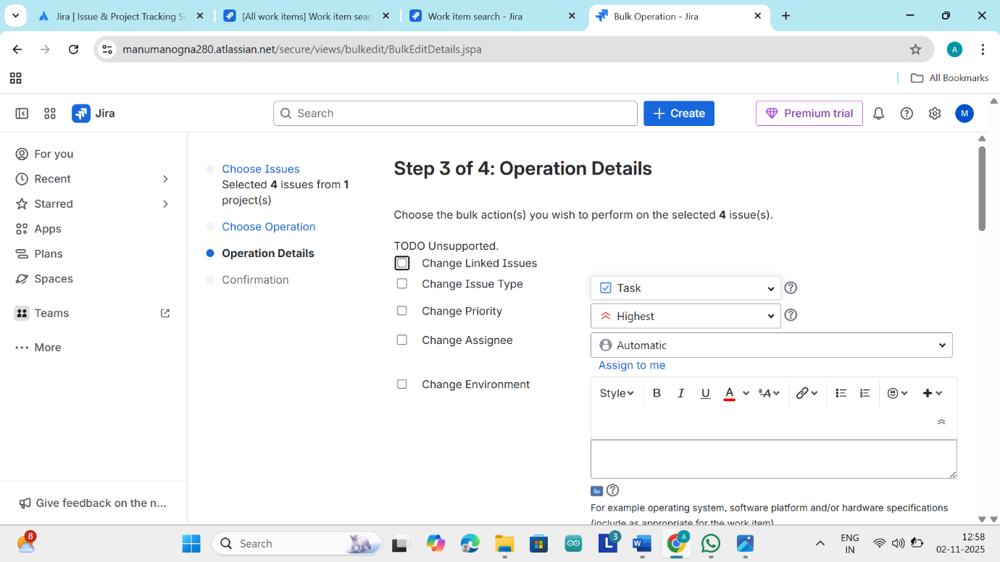 Jira | Issue & Project Tracking So
[All work items] Work item sear
Work item search - Jira
Bulk Operation - Jira
manumanogna280.atlassian.net/secure/views/bulkedit/BulkEditDetails.jspa
A
All Bookmarks
Jira
Search
Create
Premium trial
M
For you
Recent
Starred
Apps
Plans
Spaces
Teams
More
Give feedback on the n...
Choose Issues
Selected 4 issues from 1
project(s)
Choose Operation
Operation Details
Confirmation
Step 3 of 4: Operation Details
Choose the bulk action(s) you wish to perform on the selected 4 issue(s).
TODO Unsupported.
Change Linked Issues
Change Issue Type
Task
Change Priority
Highest
Change Assignee
Automatic
Assign to me
Change Environment
Style
B I U A ªA
For example operating system, software platform and/or hardware specifications
(include as appropriate for the work item)
8
Search
L 3
W
A
ENG
IN
12:58
02-11-2025